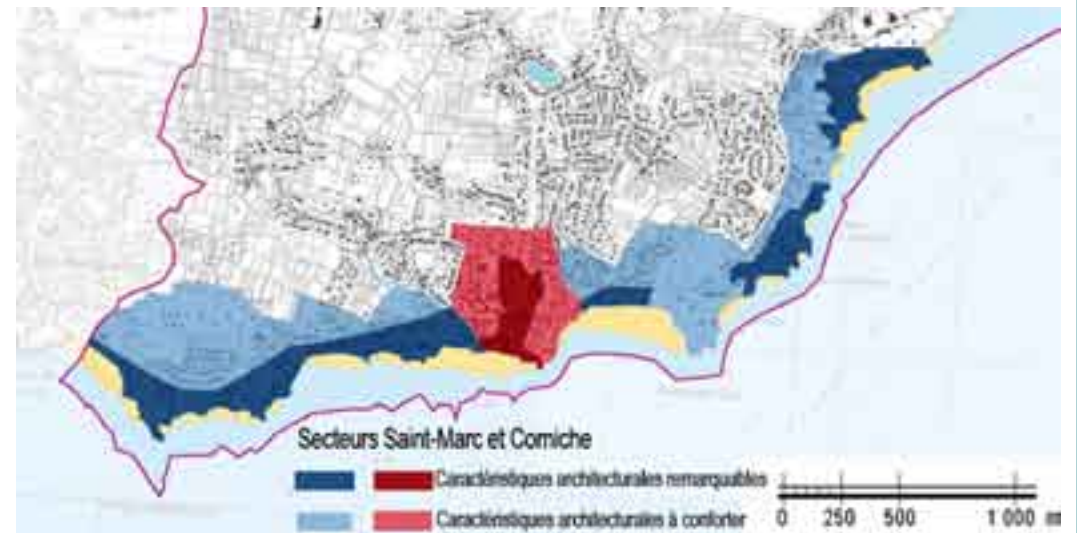 Secteurs Saint-Marc et Corniche
Caractéristiques architecturales remarquables
Caractéristiques architecturales à conforter
0 250 500 1 000 m